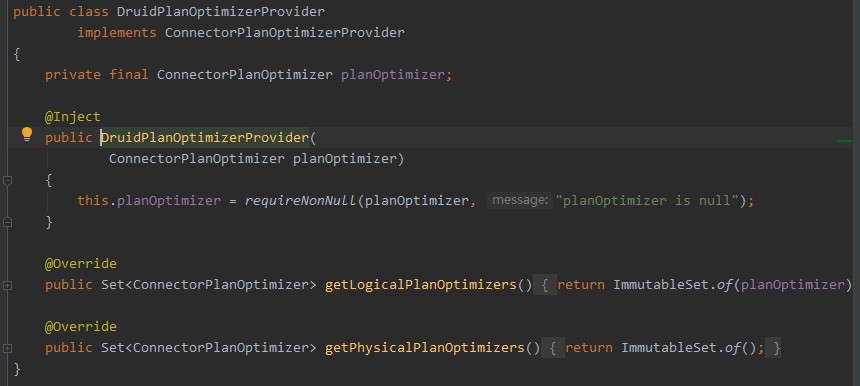 public class DruidPlanOptimizerProvider
        implements ConnectorPlanOptimizerProvider
{
    private final ConnectorPlanOptimizer planOptimizer;
    @Inject
    public DruidPlanOptimizerProvider(
            ConnectorPlanOptimizer planOptimizer)
    {
        this.planOptimizer = requireNonNull(planOptimizer, message: "planOptimizer is null");
    }
    @Override
    public Set<ConnectorPlanOptimizer> getLogicalPlanOptimizers() { return ImmutableSet.of(planOptimizer)
    @Override
    public Set<ConnectorPlanOptimizer> getPhysicalPlanOptimizers() { return ImmutableSet.of(); }
}